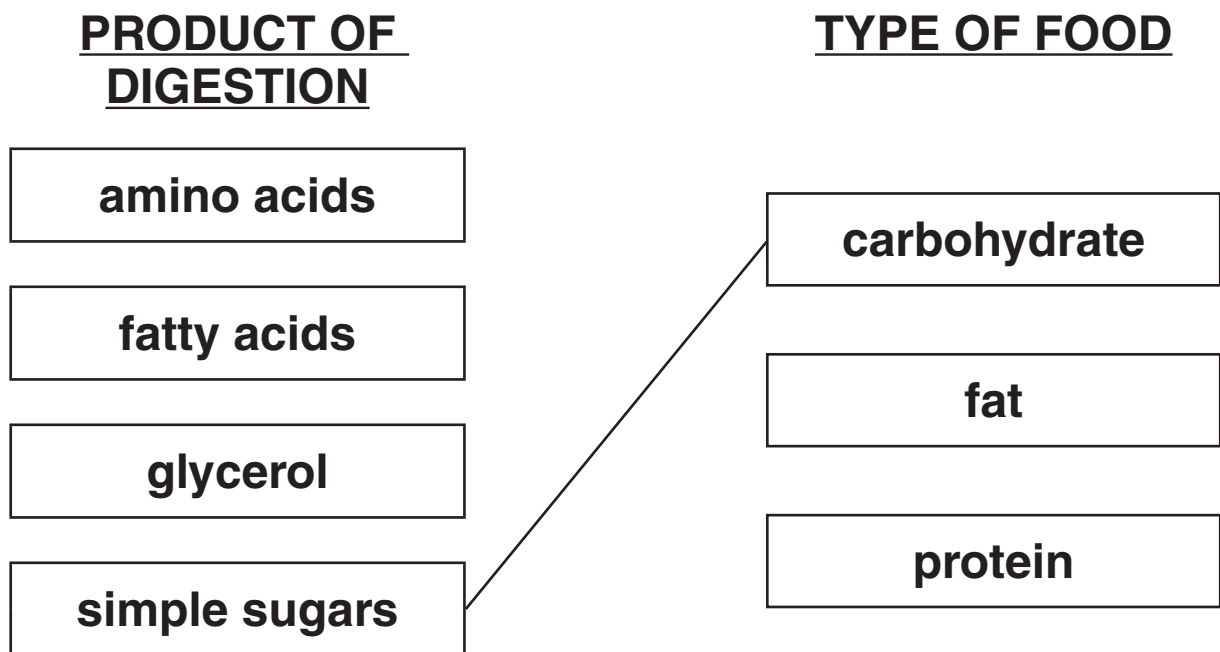 PRODUCT OF
DIGESTION
amino acids
fatty acids
glycerol
simple sugars
TYPE OF FOOD
carbohydrate
fat
protein